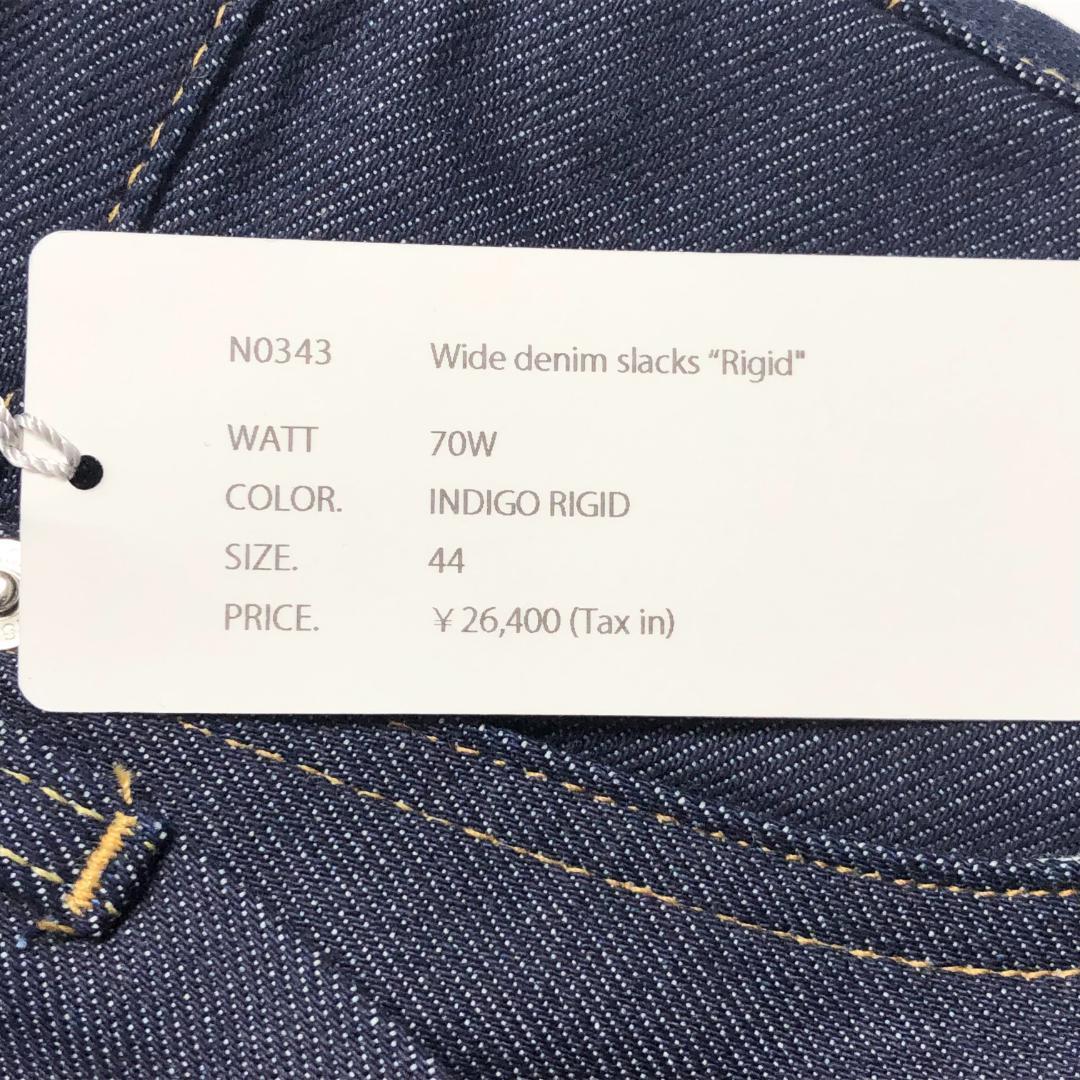 N0343 Wide denim slacks “Rigid"
WATT 70W
COLOR. INDIGO RIGID
SIZE. 44
PRICE. ￥26,400 (Tax in)